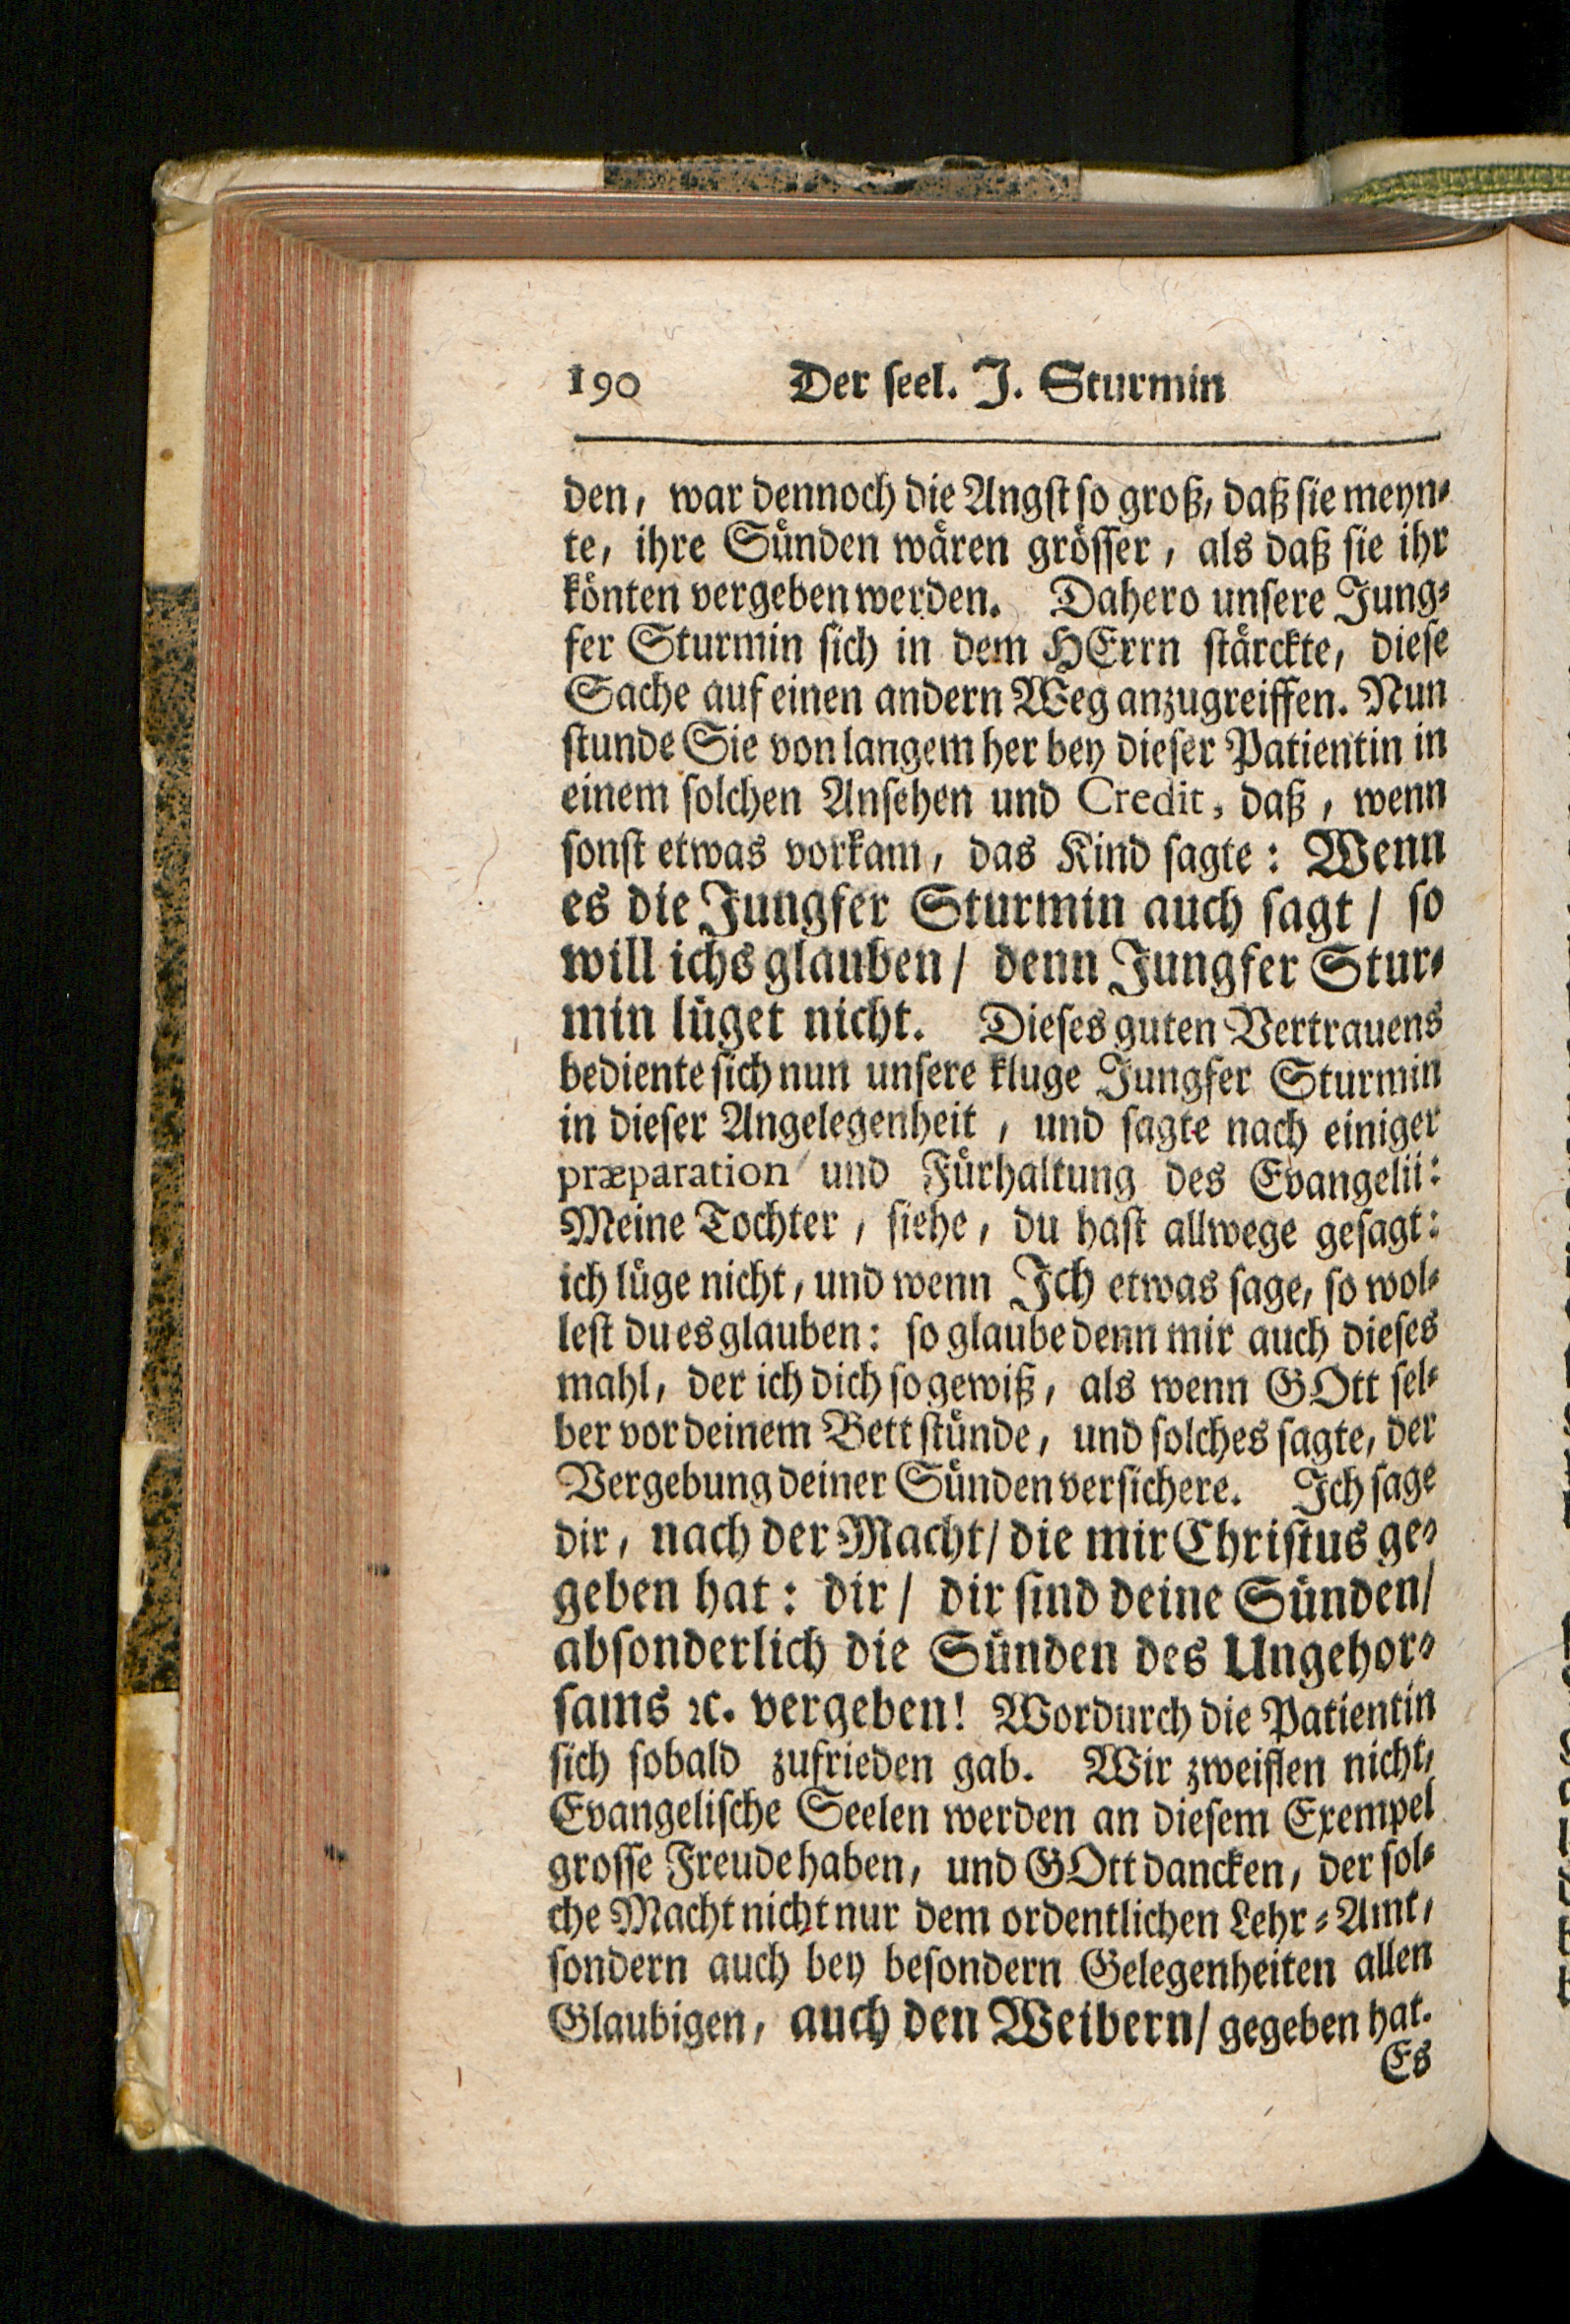 190 Der seel. J. Sturmin
den, war dennoch die Angst so groß, daß sie meyn-
te, ihre Sünden wären grösser, als daß sie ihr
könten vergeben werden. Dahero unsere Jung-
fer Sturmin sich in dem HErrn stärckte, diese
Sache auf einen andern Weg anzugreiffen. Nun
stunde Sie von langem her bey dieser Patientin in
einem solchen Ansehen und Credit, daß, wenn
sonst etwas vorkam, das Kind sagte: Wenn
es die Jungfer Sturmin auch sagt / so
will ichs glauben / denn Jungfer Stur-
min lüget nicht. Dieses guten Vertrauens
bediente sich nun unsere kluge Jungfer Sturmin
in dieser Angelegenheit, und sagte nach einiger
præparation und Fürhaltung des Evangelii:
Meine Tochter, siehe, du hast allwege gesagt:
ich lüge nicht, und wenn Ich etwas sage, so wol-
lest du es glauben: so glaube denn mir auch dieses
mahl, der ich dich so gewiß, als wenn GOtt sel-
ber vor deinem Bett stünde, und solches sagte, der
Vergebung deiner Sünden versichere. Ich sage
dir, nach der Macht / die mir Christus ge-
geben hat: dir / dir sind deine Sünden /
absonderlich die Sünden des Ungehor-
sams ꝛc. vergeben! Wordurch die Patientin
sich sobald zufrieden gab. Wir zweiflen nicht,
Evangelische Seelen werden an diesem Exempel
grosse Freude haben, und GOtt dancken, der sol-
che Macht nicht nur dem ordentlichen Lehr-Amt,
sondern auch bey besondern Gelegenheiten allen
Glaubigen, auch den Weibern / gegeben hat.
Es